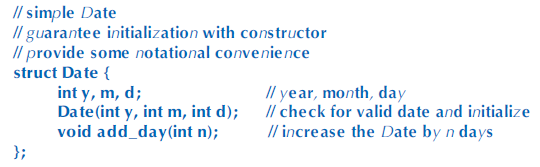 // simple Date
// guarantee initialization with constructor
// provide some notational convenience
struct Date {
int y, m, d; // year, month, day
Date(int y, int m, int d); // check for valid date and initialize
void add_day(int n); // increase the Date by n days
};